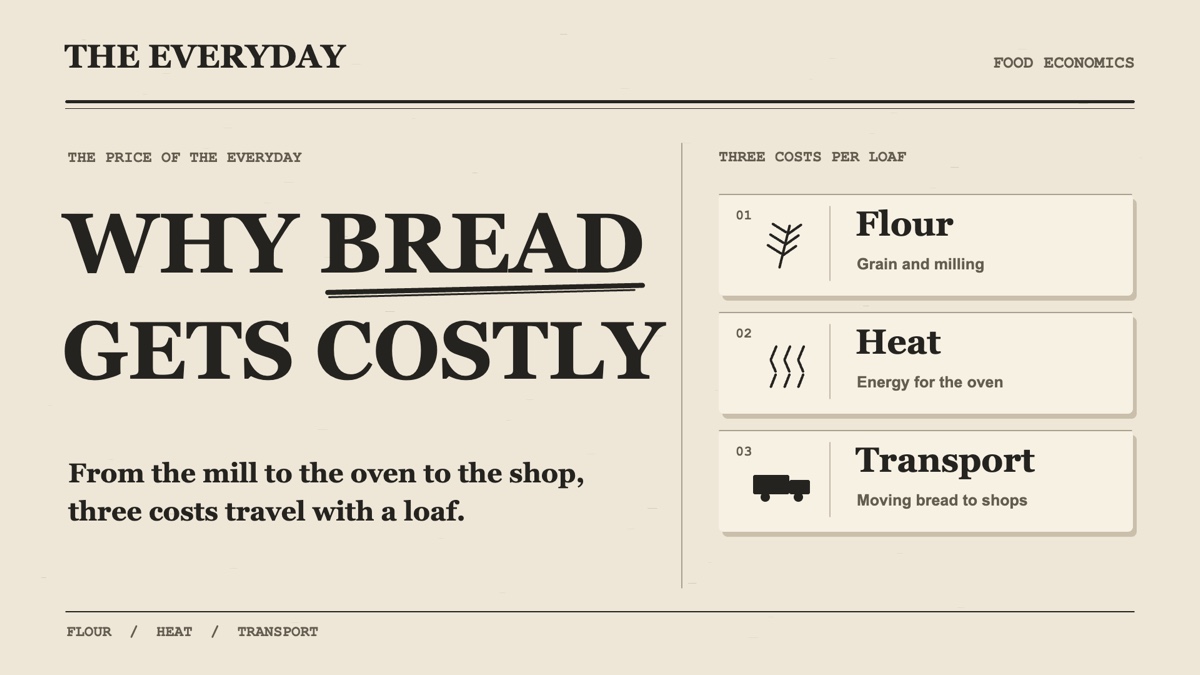 THE EVERYDAY
FOOD ECONOMICS
THE PRICE OF THE EVERYDAY
WHY BREAD
GETS COSTLY
From the mill to the oven to the shop,
three costs travel with a loaf.
THREE COSTS PER LOAF
01
Flour
Grain and milling
02
Heat
Energy for the oven
03
Transport
Moving bread to shops
FLOUR / HEAT / TRANSPORT